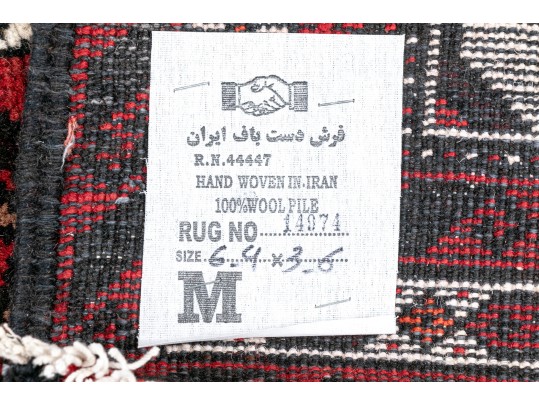 فرش دست باف ایران
R.N.44447
HAND WOVEN IN.IRAN
100%WOOL PILE
RUG NO 14974
SIZE. 6-4 x 3-6
M